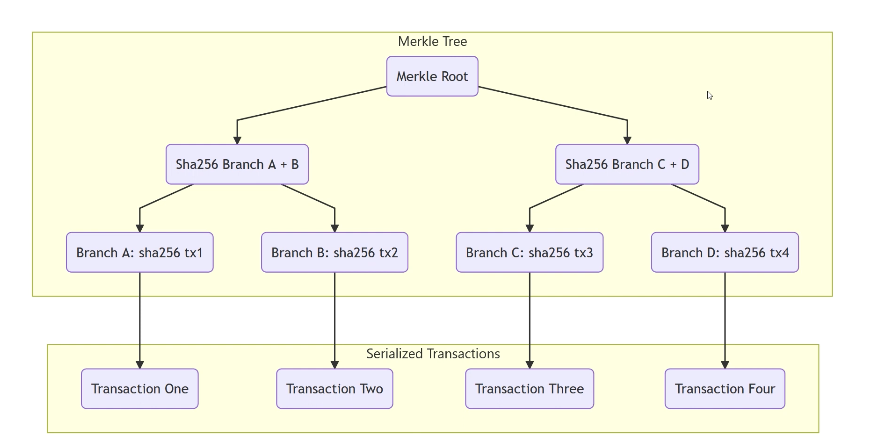 Merkle Tree
Merkle Root
Sha256 Branch A + B
Sha256 Branch C + D
Branch A: sha256 tx1
Branch B: sha256 tx2
Branch C: sha256 tx3
Branch D: sha256 tx4
Serialized Transactions
Transaction One
Transaction Two
Transaction Three
Transaction Four